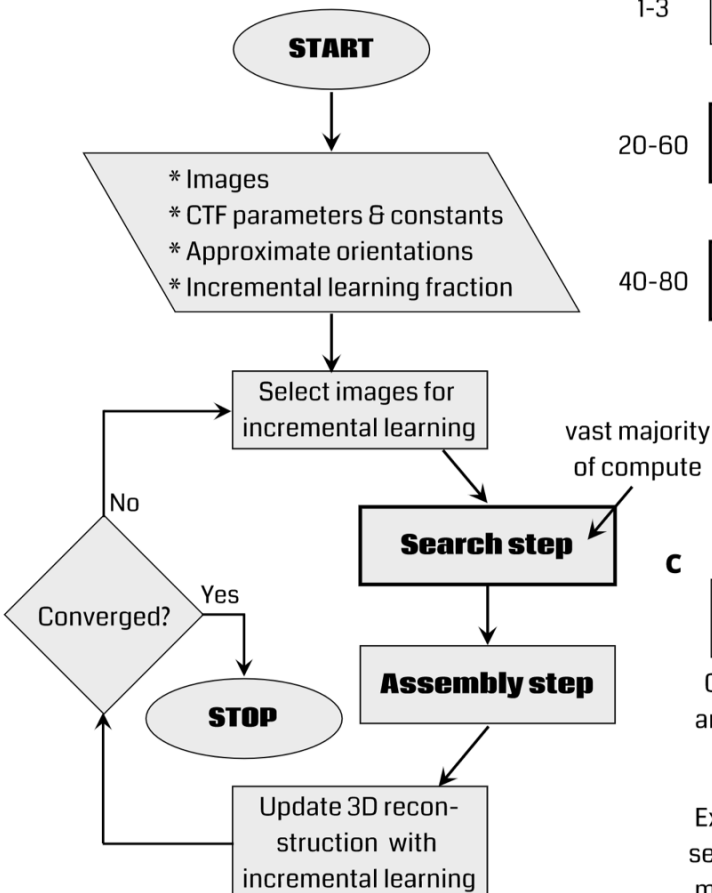 START
* Images
* CTF parameters & constants
* Approximate orientations
* Incremental learning fraction
Select images for
incremental learning
vast majority
of compute
Search step
Assembly step
Update 3D recon-
struction with
incremental learning
Converged?
No
Yes
STOP
1-3
20-60
40-80
c